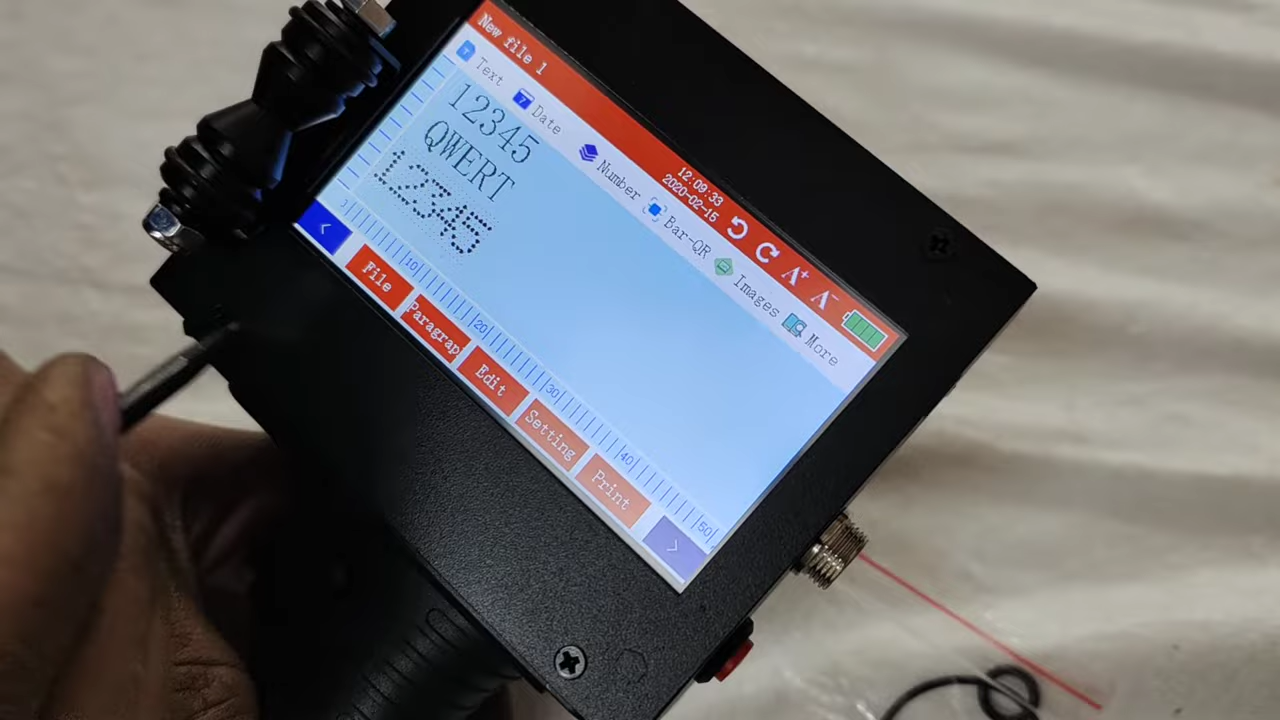 New file 1
12:09:33
2020-02-15
A+
A-
Text
Date
Number
Bar-QR
Images
More
12345
QWERT
12345
10
20
30
40
50
<
File
Paragrap
Edit
Setting
Print
>